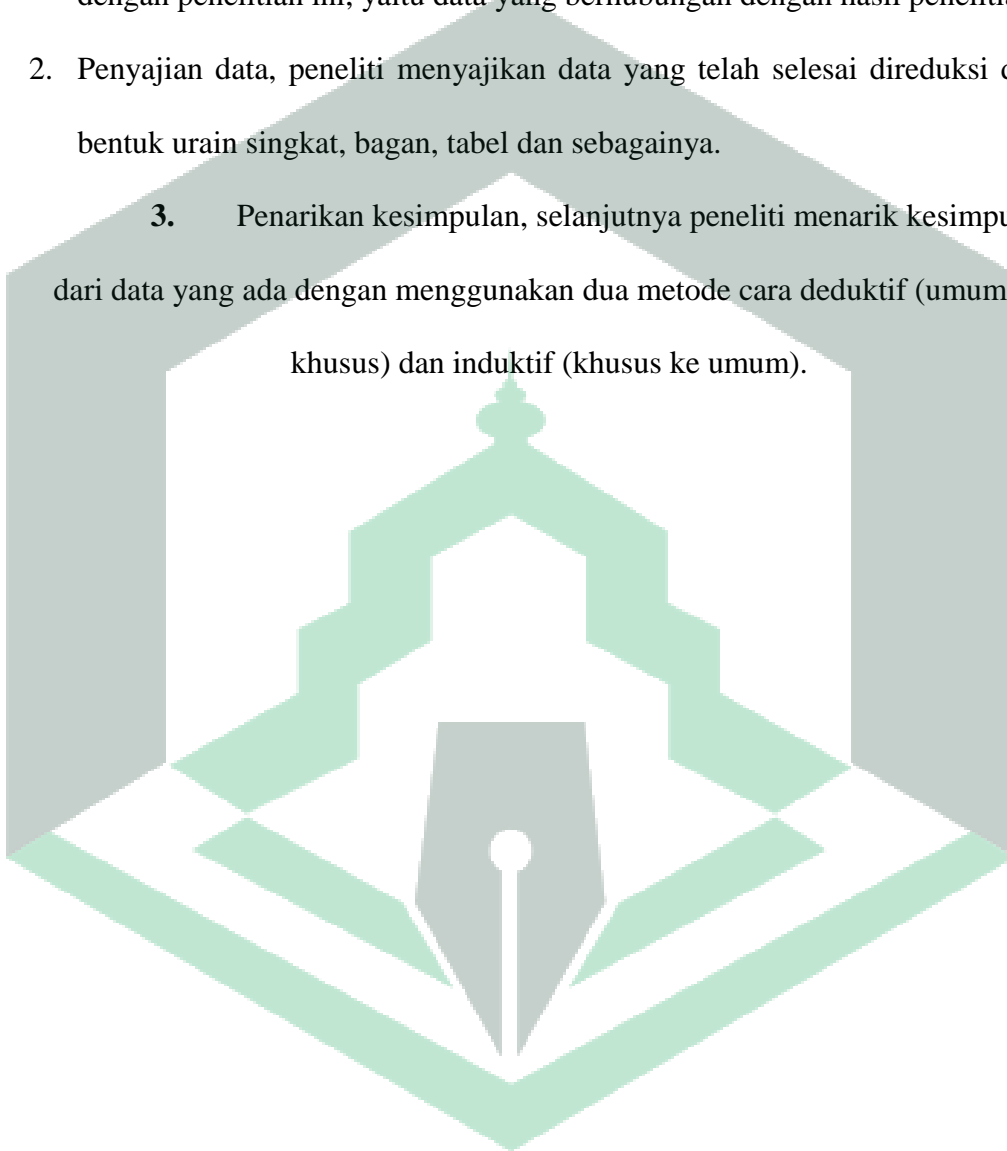 dengan penelitian ini, yaitu data yang berhubungan dengan hasil
2. Penyajian data, peneliti menyajikan data yang telah selesai direduksi
bentuk urain singkat, bagan, tabel dan sebagainya.
3. Penarikan kesimpulan, selanjutnya peneliti menarik
dari data yang ada dengan menggunakan dua metode cara deduktif (umum
khusus) dan induktif (khusus ke umum).